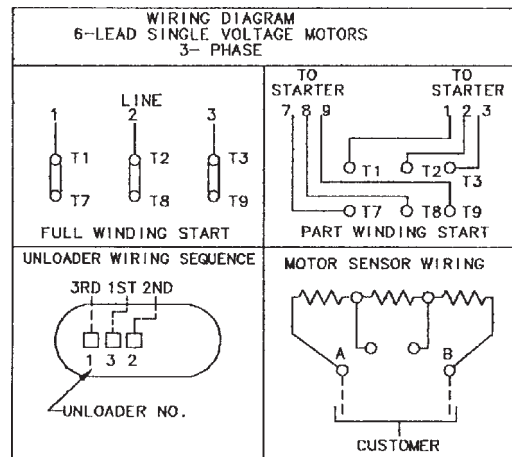 WIRING DIAGRAM
6-LEAD SINGLE VOLTAGE MOTORS
3- PHASE
LINE
1 2 3
T1 T2 T3
T7 T8 T9
FULL WINDING START
TO STARTER TO STARTER
7 8 9 1 2 3
T1 T2 T3
T7 T8 T9
PART WINDING START
UNLOADER WIRING SEQUENCE
3RD 1ST 2ND
1 3 2
UNLOADER NO.
MOTOR SENSOR WIRING
A B
CUSTOMER